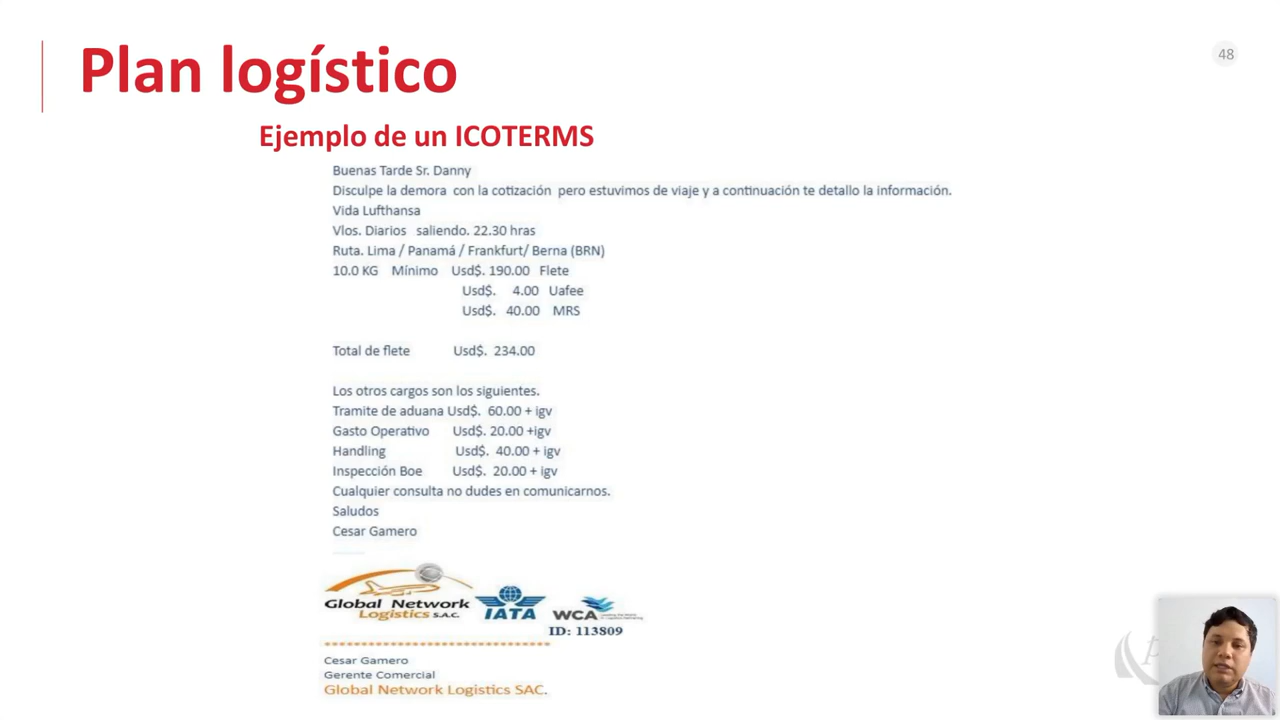 48
Plan logístico
Ejemplo de un ICOTERMS
Buenas Tarde Sr. Danny
Disculpe la demora con la cotización pero estuvimos de viaje y a continuación te detallo la información.
Vida Lufthansa
Vlos. Diarios saliendo. 22.30 hras
Ruta. Lima / Panamá / Frankfurt/ Berna (BRN)
10.0 KG Mínimo Usd$. 190.00 Flete
Usd$. 4.00 Uafee
Usd$. 40.00 MRS
Total de flete Usd$. 234.00
Los otros cargos son los siguientes.
Tramite de aduana Usd$. 60.00 + igv
Gasto Operativo Usd$. 20.00 +igv
Handling Usd$. 40.00 + igv
Inspección Boe Usd$. 20.00 + igv
Cualquier consulta no dudes en comunicarnos.
Saludos
Cesar Gamero
Global Network
Logistics S.A.C.
IATA
WCA
ID: 113809
Cesar Gamero
Gerente Comercial
Global Network Logistics SAC.